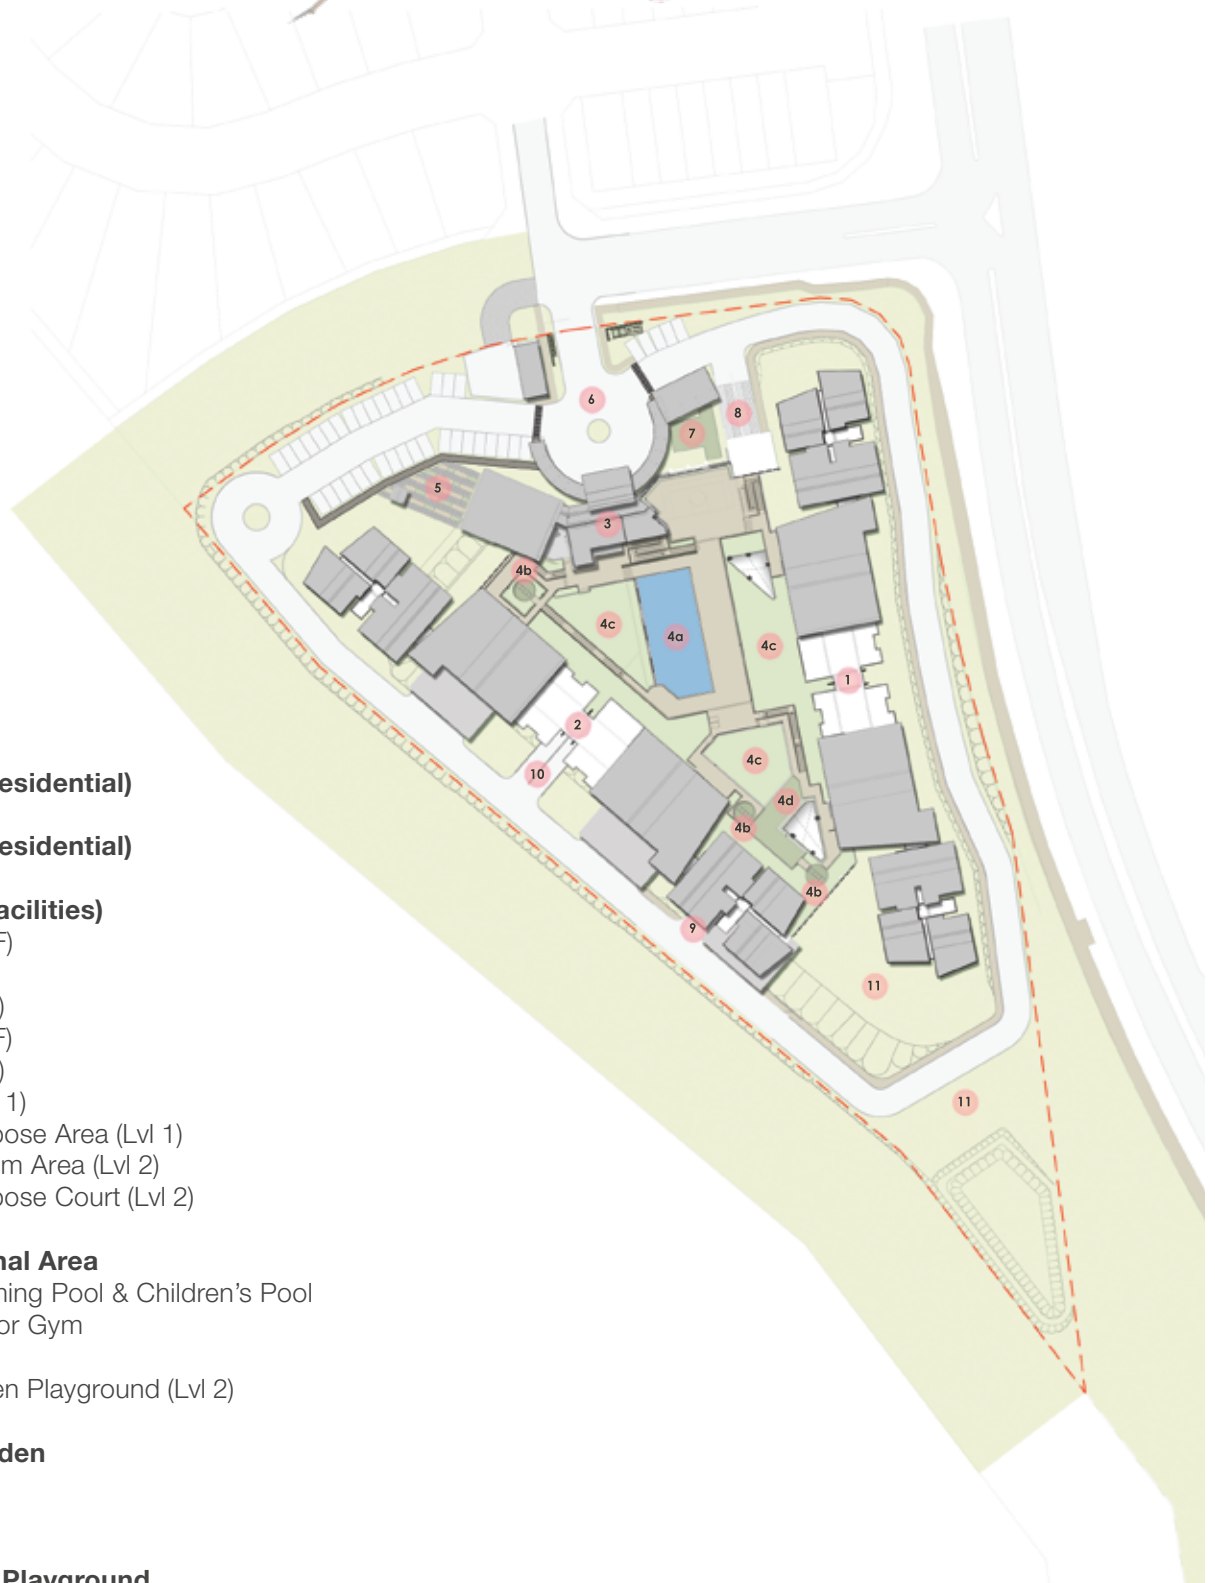 6
8
7
5
3
4b
4c
4a
4c
1
2
4c
10
4d
4b
4b
9
11
11
esidential)
esidential)
acilities)
F)
)
F)
)
1)
pose Area (Lvl 1)
m Area (Lvl 2)
pose Court (Lvl 2)
nal Area
ning Pool & Children's Pool
or Gym
en Playground (Lvl 2)
den
Playground